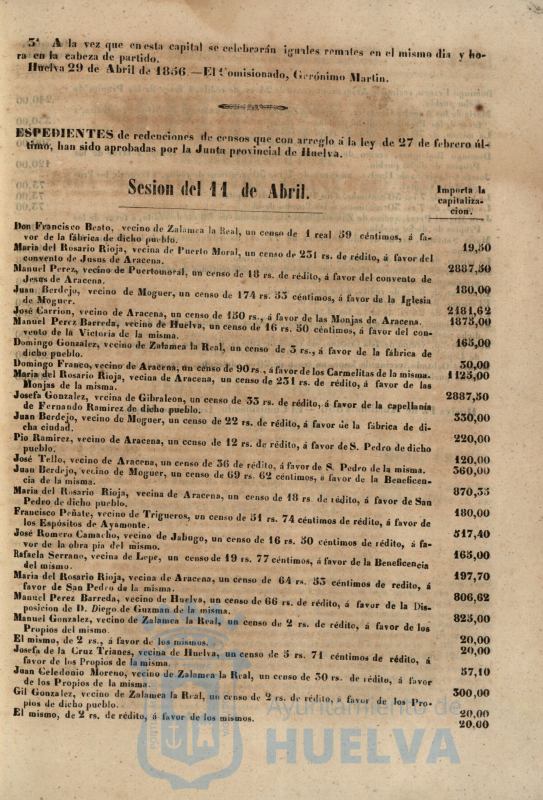 3ª A la vez que en esta capital se celebrarán iguales remates en el mismo dia y ho-
ra en la cabeza de partido.
Huelva 29 de Abril de 1856.—El Comisionado, Gerónimo Martin.
ESPEDIENTES de redenciones de censos que con arreglo á la ley de 27 de febrero úl-
timo, han sido aprobadas por la Junta provincial de Huelva.
Sesion del 11 de Abril.
Importa la
capitaliza-
cion.
Don Francisco Beato, vecino de Zalamea la Real, un censo de 1 real 59 céntimos, á fa-
vor de la fábrica de dicho pueblo. 19,50
Maria del Rosario Rioja, vecina de Puerto Moral, un censo de 231 rs. de rédito, á favor del
convento de Jusus de Aracena. 2887,50
Manuel Perez, vecino de Puertomoral, un censo de 18 rs. de rédito, á favor del convento de
Jesus de Aracena. 180,00
Juan Berdejo, vecino de Moguer, un censo de 174 rs. 53 céntimos, á favor de la Iglesia
de Moguer. 2181,62
José Carrion, vecino de Aracena, un censo de 150 rs., á favor de las Monjas de Aracena. 1875,00
Manuel Perez Barreda, vecino de Huelva, un censo de 16 rs. 50 céntimos, á favor del con-
vento de la Victoria de la misma. 165,00
Domingo Gonzalez, vecino de Zalamea la Real, un censo de 3 rs., á favor de la fábrica de
dicho pueblo. 30,00
Domingo Franco, vecino de Aracena, un censo de 90 rs., á favor de los Carmelitas de la misma. 1125,00
Maria del Rosario Rioja, vecina de Aracena, un censo de 231 rs. de rédito, á favor de las
Monjas de la misma. 2887,50
Josefa Gonzalez, vecina de Gibraleon, un censo de 33 rs. de rédito, á favor de la capellanía
de Fernando Ramirez de dicho pueblo. 330,00
Juan Berdejo, vecino de Moguer, un censo de 22 rs. de rédito, á favor de la fábrica de di-
cha ciudad. 220,00
Pio Ramirez, vecino de Aracena, un censo de 12 rs. de rédito, á favor de S. Pedro de dicho
pueblo. 120,00
José Tello, vecino de Aracena, un censo de 36 de rédito, á favor de S. Pedro de la misma. 360,00
Juan Berdejo, vecino de Moguer, un censo de 69 rs. 62 céntimos, á favor de la Beneficen-
cia de la misma. 870,35
Maria del Rosario Rioja, vecina de Aracena, un censo de 18 rs. de rédito, á favor de San
Pedro de dicho pueblo. 180,00
Francisco Peñate, vecino de Trigueros, un censo de 51 rs. 74 céntimos de rédito, á favor de
los Espósitos de Ayamonte. 517,40
José Romero Camacho, vecino de Jabugo, un censo de 16 rs. 50 céntimos de rédito, á fa-
vor de la obra pia del mismo. 165,00
Rafaela Serrano, vecina de Lepe, un censo de 19 rs. 77 céntimos, á favor de la Beneficencia
del mismo. 197,70
Maria del Rosario Rioja, vecina de Aracena, un censo de 64 rs. 53 céntimos de redito, á
favor de San Pedro de la misma. 806,62
Manuel Perez Barreda, vecino de Huelva, un censo de 66 rs. de rédito, á favor de la Dis-
posicion de D. Diego de Guzman de la misma. 825,00
Manuel Gonzalez, vecino de Zalamea la Real, un censo de 2 rs. de rédito, á favor de los
Propios del mismo. 20,00
El mismo, de 2 rs., á favor de los mismos. 20,00
Josefa de la Cruz Trianes, vecina de Huelva, un censo de 5 rs. 71 céntimos de rédito, á
favor de los Propios de la misma. 57,10
Juan Celedonio Moreno, vecino de Zalamea la Real, un censo de 30 rs. de rédito, á favor
de los Propios de la misma. 300,00
Gil Gonzalez, vecino de Zalamea la Real, un censo de 2 rs. de rédito, á favor de los Pro-
pios de dicho pueblo. 20,00
El mismo, de 2 rs. de rédito, á favor de los mismos. 20,00
Ayuntamiento de
HUELVA